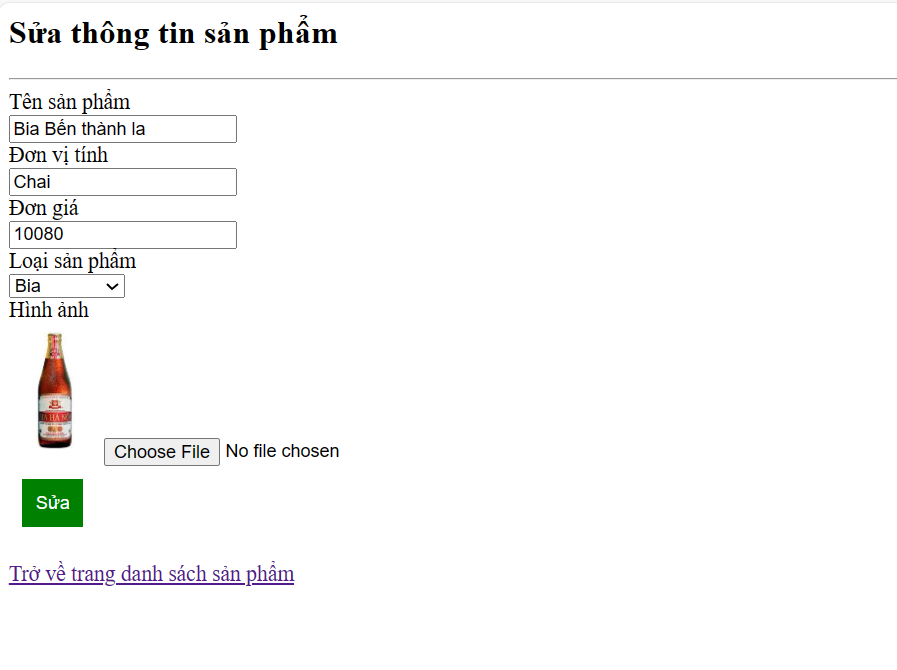 Sửa thông tin sản phẩm
Tên sản phẩm
Bia Bến thành la
Đơn vị tính
Chai
Đơn giá
10080
Loại sản phẩm
Bia
Hình ảnh
Choose File No file chosen
Sửa
Trở về trang danh sách sản phẩm